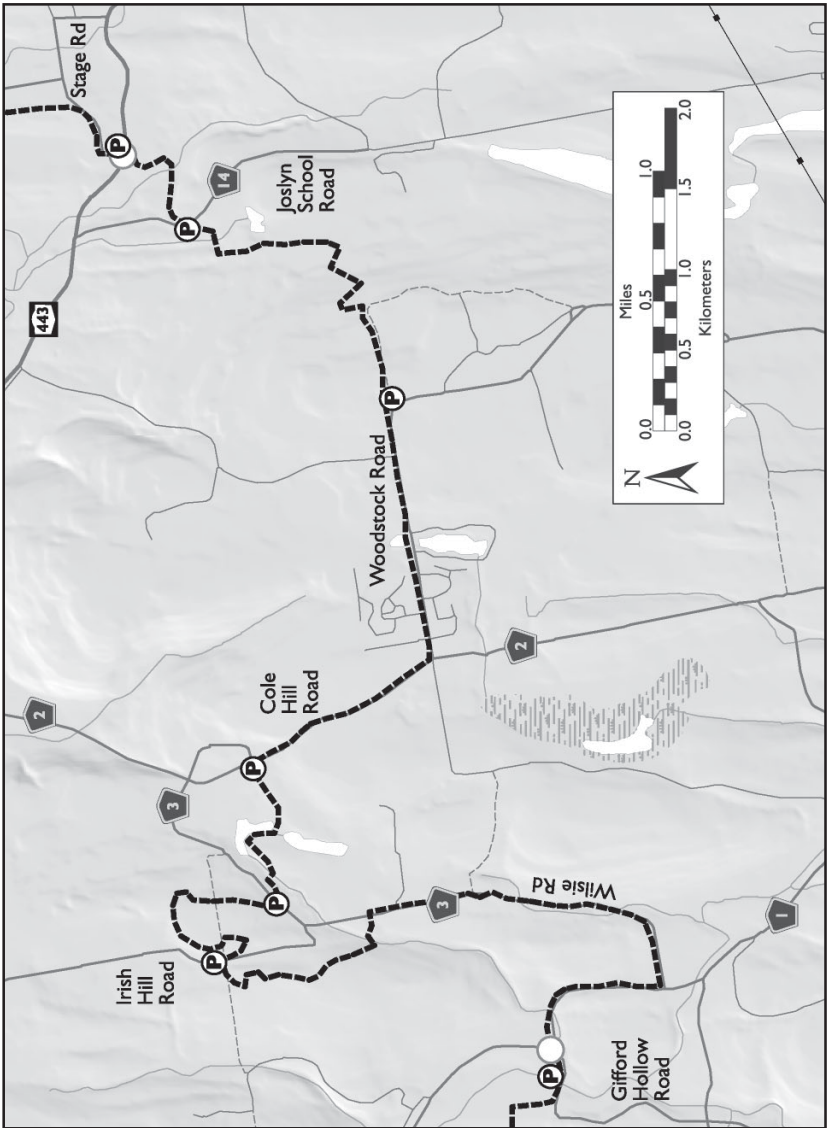 Stage Rd
P
443
14
P
Joslyn
School
Road
P
Woodstock Road
2
2
Cole
Hill
Road
P
3
P
3
Wilsie Rd
P
Irish
Hill
Road
1
P
Gifford
Hollow
Road
N
Miles
0.0
0.5
1.0
0.0
0.5
1.0
1.5
2.0
Kilometers